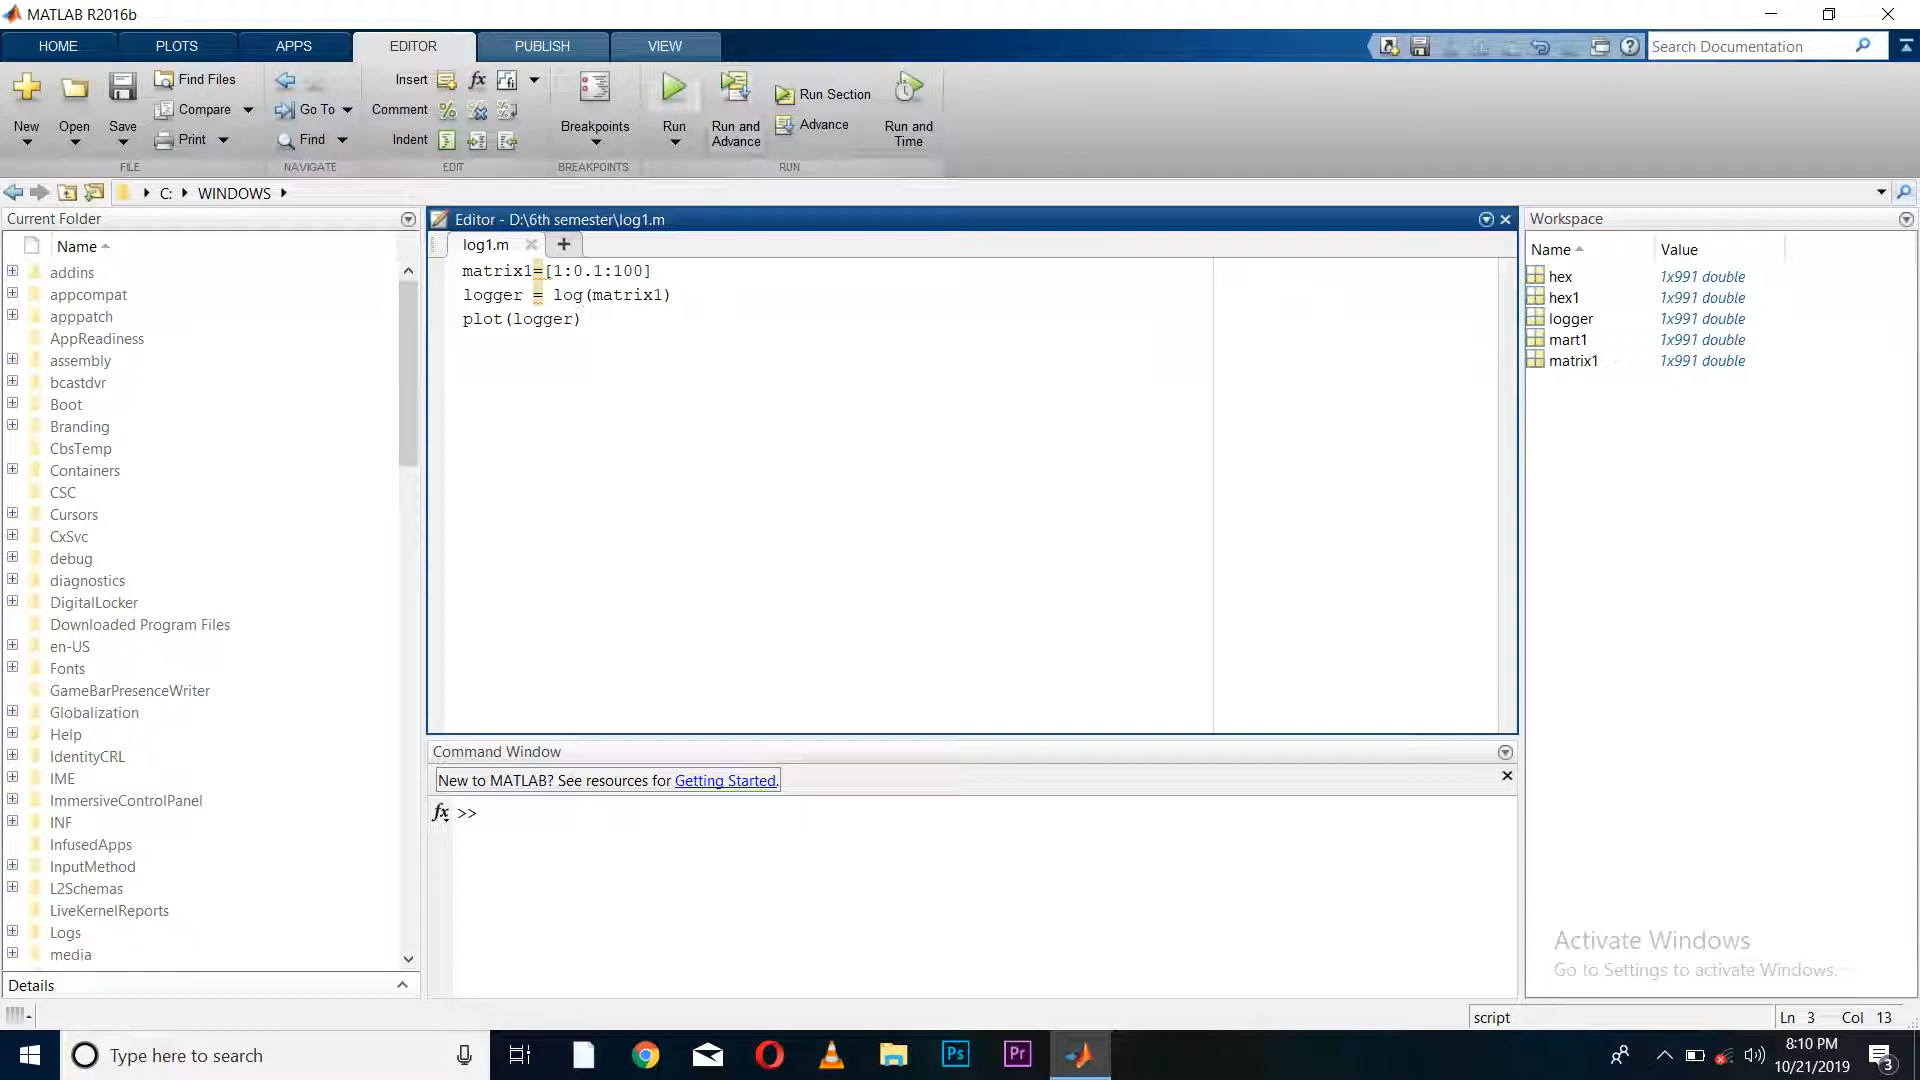 MATLAB R2016b
HOME PLOTS APPS EDITOR PUBLISH VIEW
Search Documentation
New Open Save
Find Files
Compare
Print
Go To
Find
Insert fx
Comment
Indent
Breakpoints
Run
Run and Advance
Run Section
Advance
Run and Time
FILE NAVIGATE EDIT BREAKPOINTS RUN
C: WINDOWS
Current Folder
Name
addins
appcompat
apppatch
AppReadiness
assembly
bcastdvr
Boot
Branding
CbsTemp
Containers
CSC
Cursors
CxSvc
debug
diagnostics
DigitalLocker
Downloaded Program Files
en-US
Fonts
GameBarPresenceWriter
Globalization
Help
IdentityCRL
IME
ImmersiveControlPanel
INF
InfusedApps
InputMethod
L2Schemas
LiveKernelReports
Logs
media
Details
Editor - D:\6th semester\log1.m
log1.m
matrix1=[1:0.1:100]
logger = log(matrix1)
plot(logger)
Command Window
New to MATLAB? See resources for Getting Started.
fx >>
Workspace
Name Value
hex 1x991 double
hex1 1x991 double
logger 1x991 double
mart1 1x991 double
matrix1 1x991 double
Activate Windows
Go to Settings to activate Windows.
script Ln 3 Col 13
Type here to search
Ps Pr
8:10 PM
10/21/2019
3